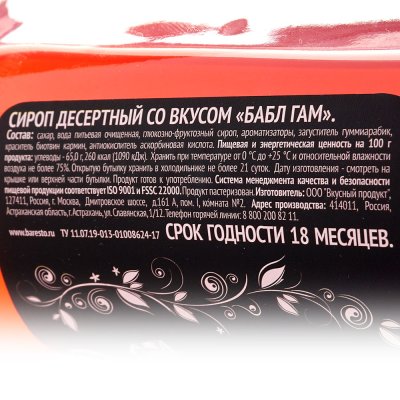 СИРОП ДЕСЕРТНЫЙ СО ВКУСОМ «БАБЛ ГАМ».
Состав: сахар, вода питьевая очищенная, глюкозно-фруктозный сироп, ароматизаторы, загуститель гуммиарабик,
краситель биотвин кармин, антиокислитель аскорбиновая кислота. Пищевая и энергетическая ценность на 100 г
продукта: углеводы - 65,0 г, 260 ккал (1090 кДж). Хранить при температуре от 0 °С до +25 °С и относительной влажности
воздуха не более 75%. Открытую бутылку хранить в холодильнике не более 21 суток. Дата изготовления - смотреть на
крышке или верхней части бутылки. Продукт готов к употреблению. Система менеджмента качества и безопасности
пищевой продукции соответствует ISO 9001 и FSSC 22000. Продукт пастеризован. Изготовитель: ООО "Вкусный продукт",
127411, Россия, г. Москва, Дмитровское шоссе, д.161 А, пом. I, комната №2. Адрес производства: 414011, Россия,
Астраханская область, г. Астрахань, ул. Славянская, 1/12. Телефон горячей линии: 8 800 200 82 11.
www.baresto.ru ТУ 11.07.19-013-01008624-17 СРОК ГОДНОСТИ 18 МЕСЯЦЕВ.